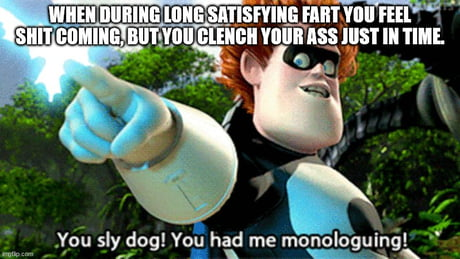 WHEN DURING LONG SATISFYING FART YOU FEEL
SHIT COMING, BUT YOU CLENCH YOUR ASS JUST IN TIME.
You sly dog! You had me monologuing!
imgflip.com